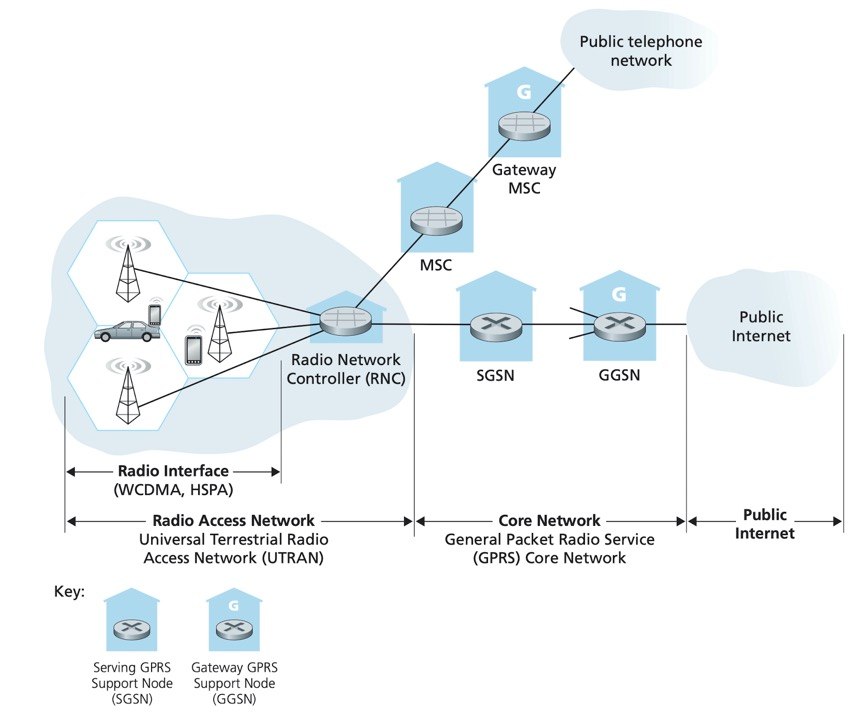 Public telephone
network
G
Gateway
MSC
MSC
G
Public
Internet
Radio Network
Controller (RNC)
SGSN
GGSN
Radio Interface
(WCDMA, HSPA)
Radio Access Network
Universal Terrestrial Radio
Access Network (UTRAN)
Core Network
General Packet Radio Service
(GPRS) Core Network
Public
Internet
Key:
G
Serving GPRS
Support Node
(SGSN)
Gateway GPRS
Support Node
(GGSN)